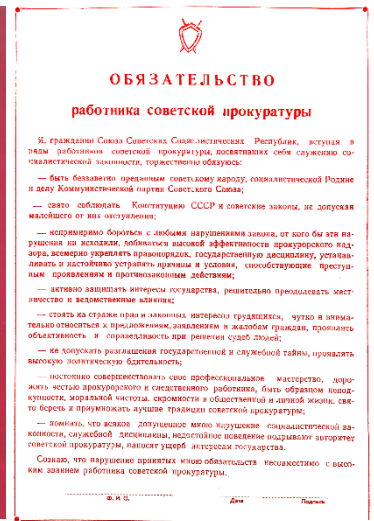 ОБЯЗАТЕЛЬСТВО
работника советской прокуратуры
Я, гражданин Союза Советских Социалистических Республик, вступая в
ряды работников советской прокуратуры, посвятивших себя служению со-
циалистической законности, торжественно обязуюсь:
— быть беззаветно преданным советскому народу, социалистической Родине
и делу Коммунистической партии Советского Союза;
— свято соблюдать Конституцию СССР и советские законы, не допуская
малейшего от них отступления;
— непримиримо бороться с любыми нарушениями закона, от кого бы эти на-
рушения ни исходили, добиваться высокой эффективности прокурорского над-
зора, всемерно укреплять правопорядок, государственную дисциплину, устанав-
ливать и настойчиво устранять причины и условия, способствующие преступ-
ным проявлениям и противозаконным действиям;
— активно защищать интересы государства, решительно преодолевать мест-
ничество и ведомственные влияния;
— стоять на страже прав и законных интересов трудящихся, чутко и внима-
тельно относиться к предложениям, заявлениям и жалобам граждан, проявлять
объективность и справедливость при решении судеб людей;
— не допускать разглашения государственной и служебной тайны, проявлять
высокую политическую бдительность;
— постоянно совершенствовать свое профессиональное мастерство, доро-
жить честью прокурорского и следственного работника, быть образцом непод-
купности, моральной чистоты, скромности в общественной и личной жизни, свя-
то беречь и приумножать лучшие традиции советской прокуратуры;
— помнить, что всякое допущенное мною нарушение социалистической за-
конности, служебной дисциплины, недостойное поведение подрывают авторитет
советской прокуратуры, наносят ущерб интересам государства.
Сознаю, что нарушение принятых мною обязательств несовместимо с высо-
ким званием работника советской прокуратуры.
Ф. И. О. Дата Подпись